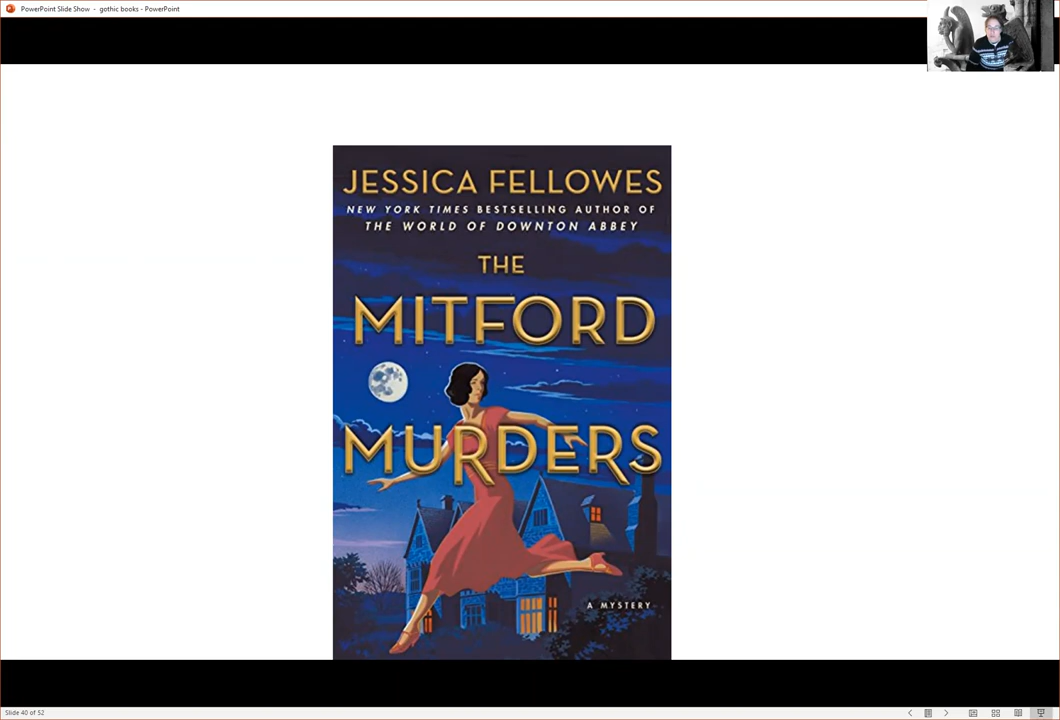 PowerPoint Slide Show - gothic books - PowerPoint
JESSICA FELLOWES
NEW YORK TIMES BESTSELLING AUTHOR OF
THE WORLD OF DOWNTON ABBEY
THE
MITFORD
MURDERS
A MYSTERY
Slide 40 of 52